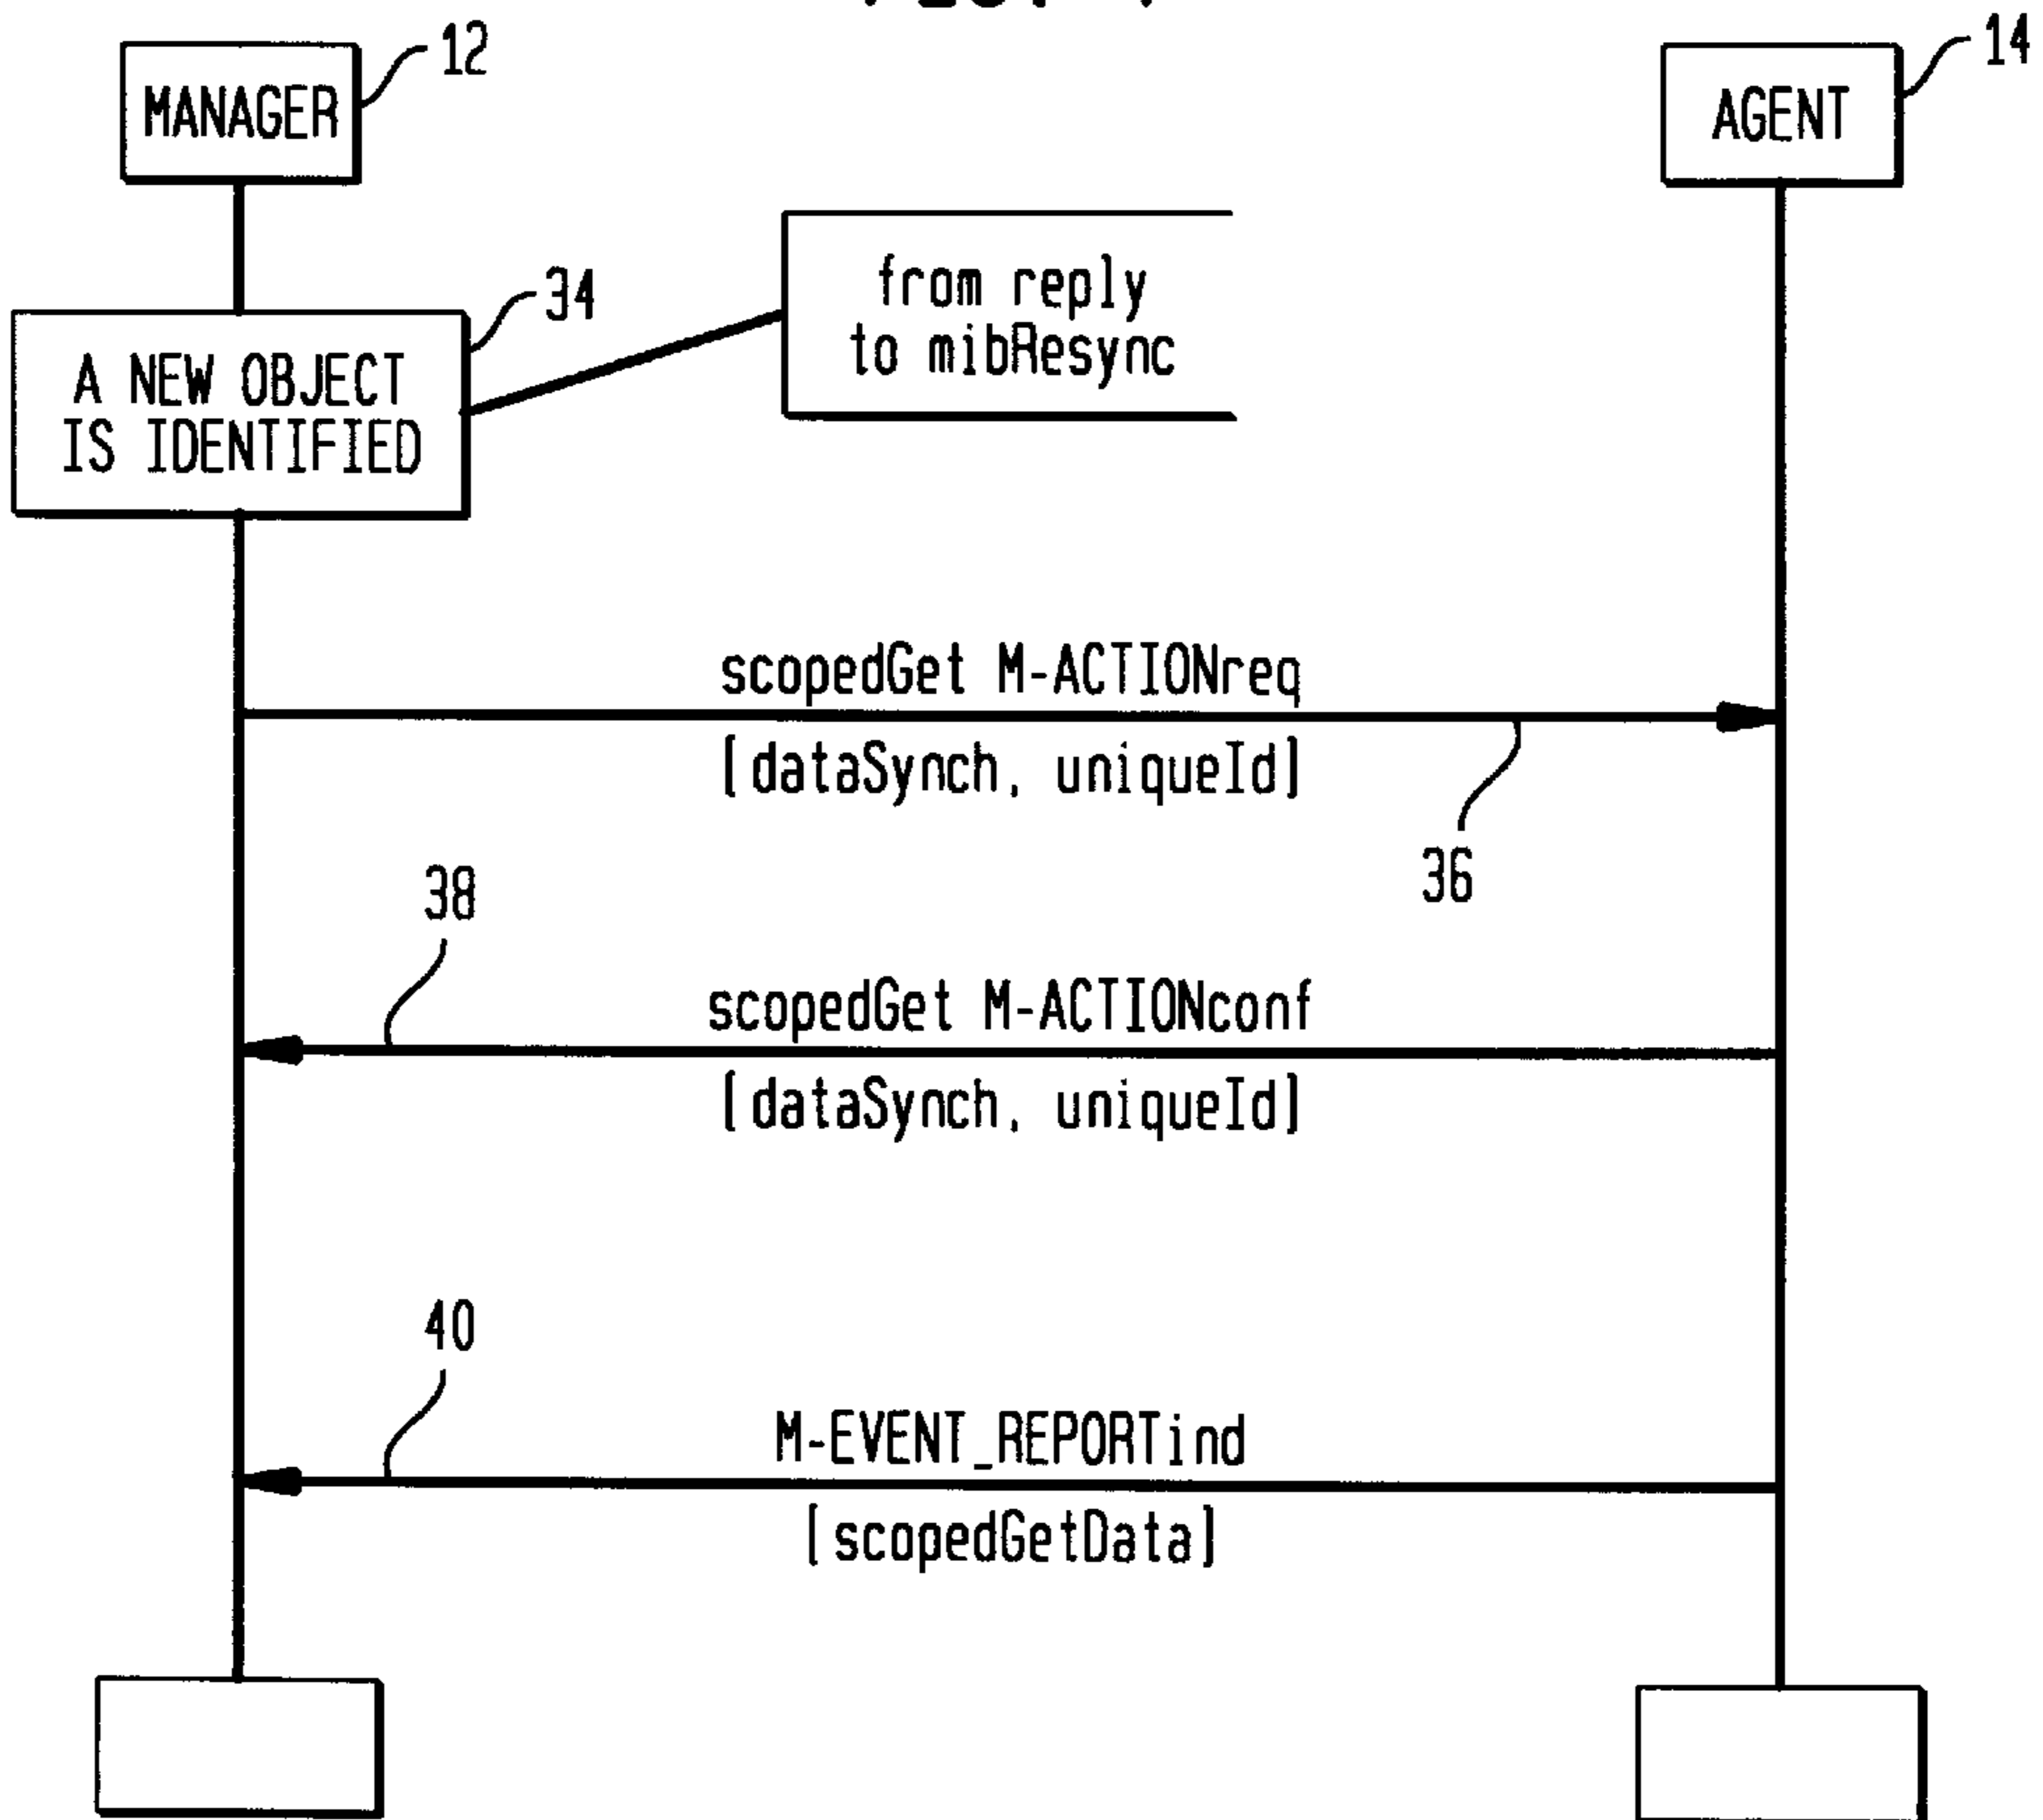 MANAGER
12
AGENT
14
34
from reply
to mibResync
A NEW OBJECT
IS IDENTIFIED
scopedGet M-ACTIONreq
[dataSynch, uniqueId]
36
38
scopedGet M-ACTIONconf
[dataSynch, uniqueId]
40
M-EVENT_REPORTind
[scopedGetData]